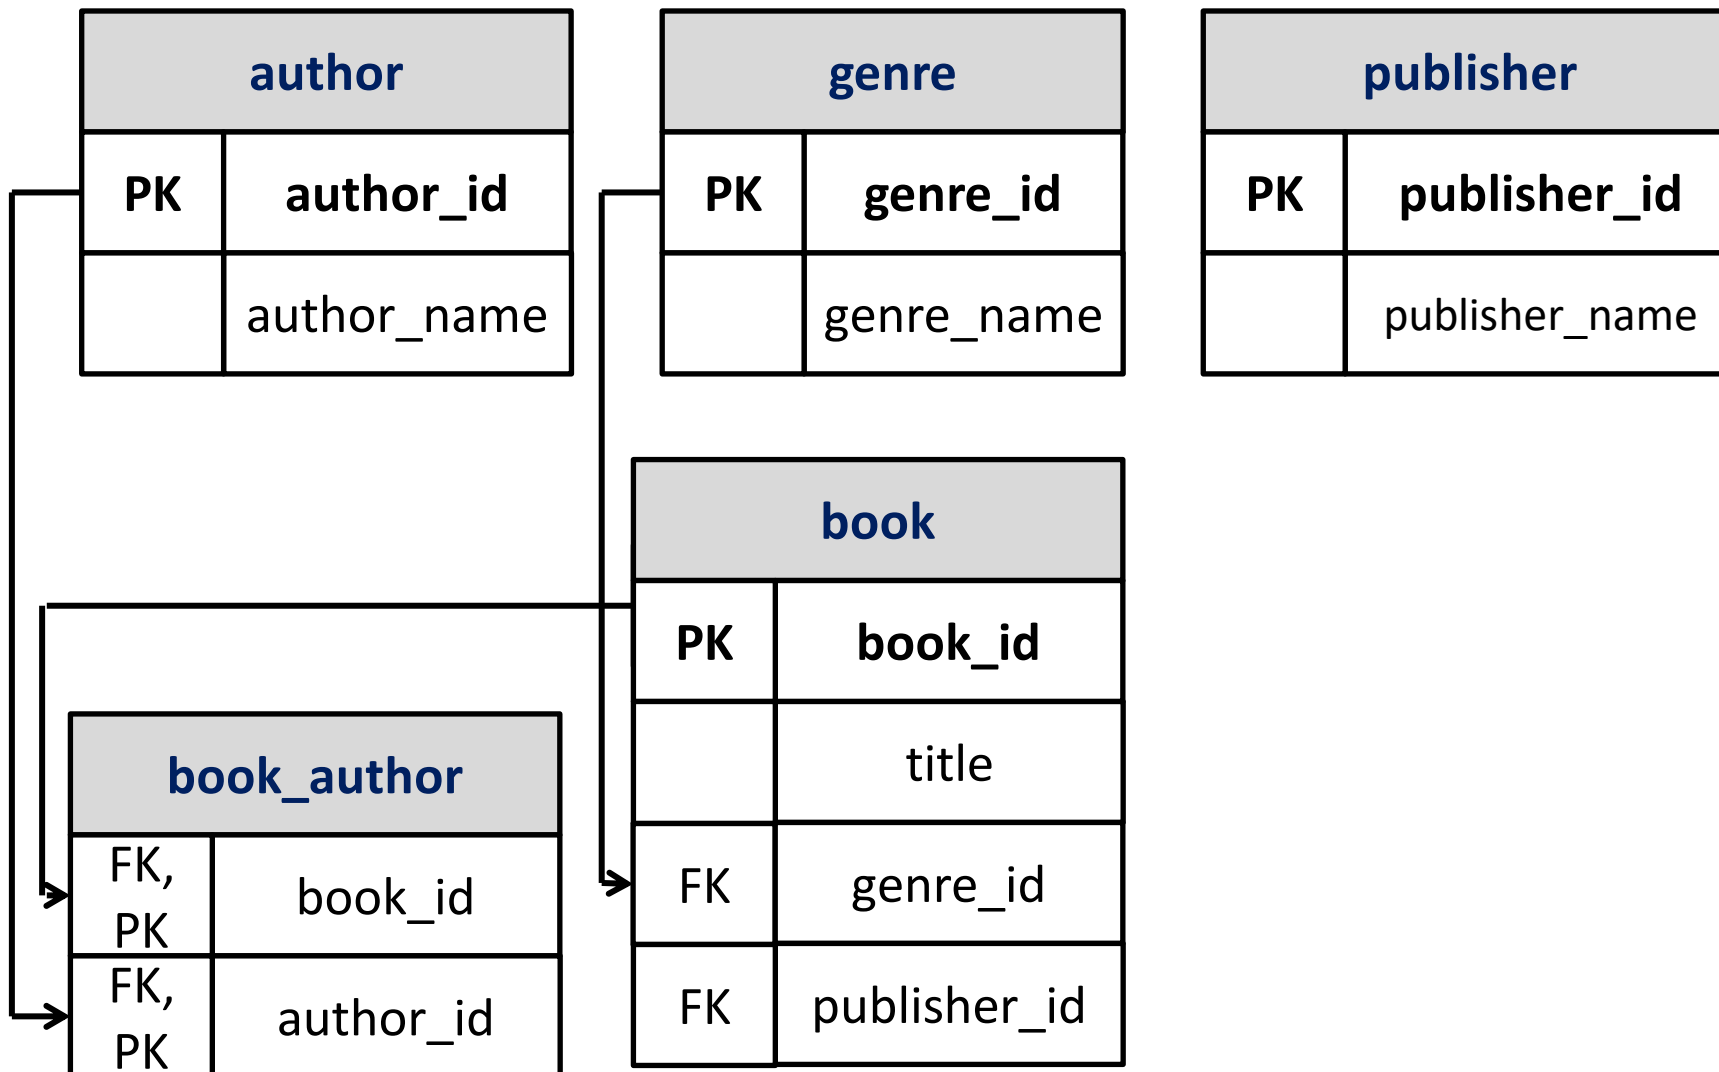 author
PK author_id
author_name
genre
PK genre_id
genre_name
publisher
PK publisher_id
publisher_name
book
PK book_id
title
FK genre_id
FK publisher_id
book_author
FK,
PK
book_id
FK,
PK
author_id